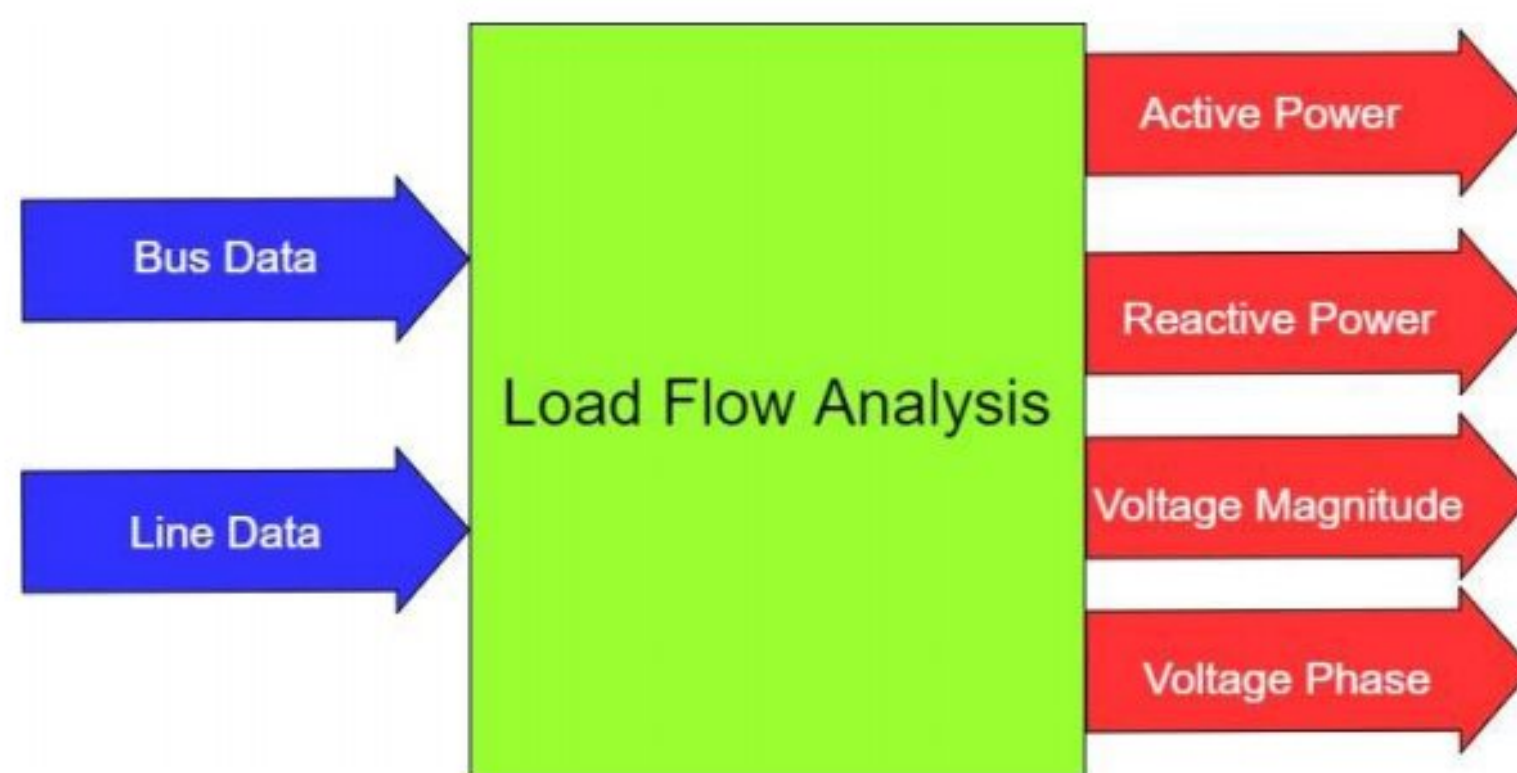 Bus Data
Line Data
Load Flow Analysis
Active Power
Reactive Power
Voltage Magnitude
Voltage Phase